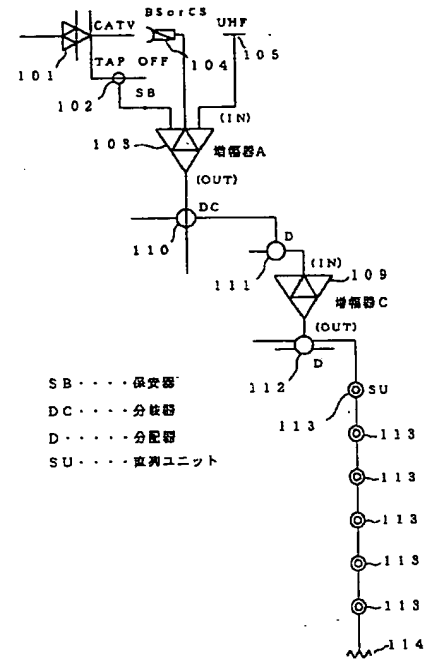 BSorCS
CATV
UHF
101
104
105
TAP OFF
102
SB
(IN)
103
増幅器A
(OUT)
DC
110
D
111
(IN)
109
増幅器C
(OUT)
112
D
SB・・・・保安器
DC・・・・分岐器
D・・・・分配器
SU・・・・直列ユニット
SU
113
113
113
113
113
113
114